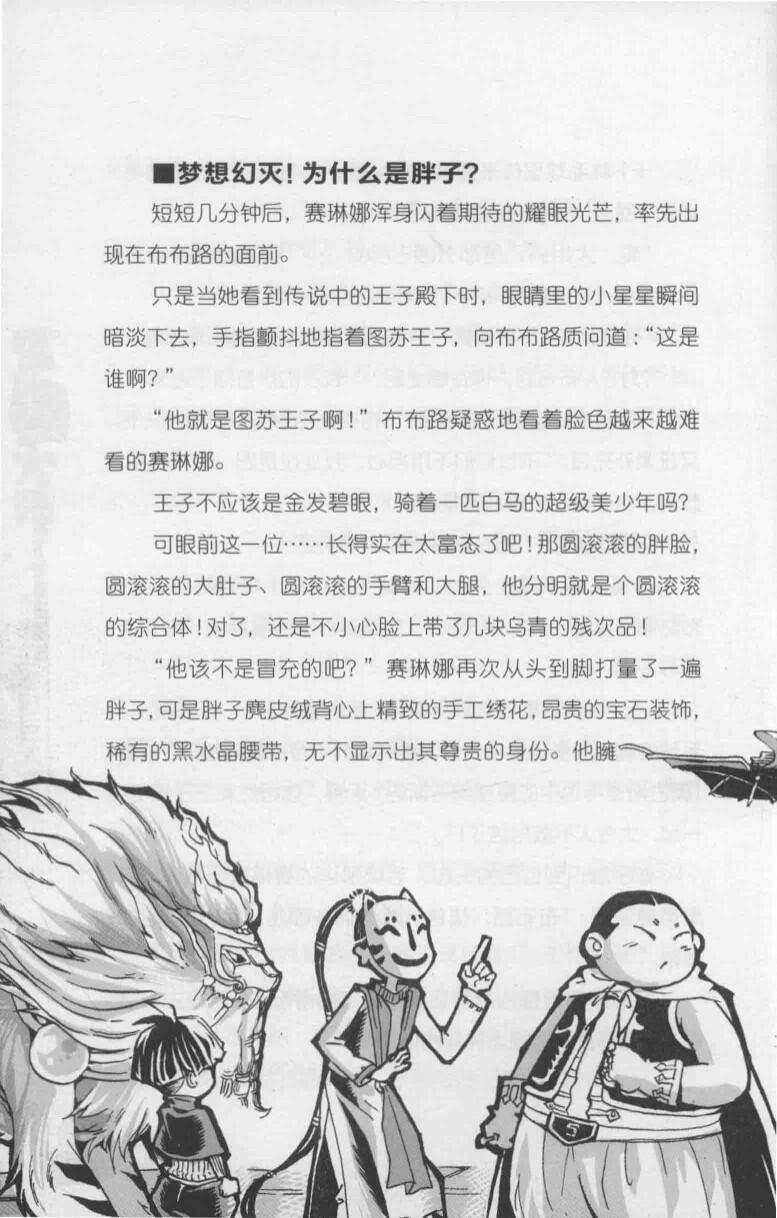 ■梦想幻灭！为什么是胖子？
短短几分钟后，赛琳娜浑身闪着期待的耀眼光芒，率先出
现在布布路的面前。
只是当她看到传说中的王子殿下时，眼睛里的小星星瞬间
暗淡下去，手指颤抖地指着图苏王子，向布布路质问道：“这是
谁啊？”
“他就是图苏王子啊！”布布路疑惑地看着脸色越来越难
看的赛琳娜。
王子不应该是金发碧眼，骑着一匹白马的超级美少年吗？
可眼前这一位……长得实在太富态了吧！那圆滚滚的胖脸，
圆滚滚的大肚子、圆滚滚的手臂和大腿，他分明就是个圆滚滚
的综合体！对了，还是不小心脸上带了几块乌青的残次品！
“他该不是冒充的吧？”赛琳娜再次从头到脚打量了一遍
胖子，可是胖子麂皮绒背心上精致的手工绣花，昂贵的宝石装饰，
稀有的黑水晶腰带，无不显示出其尊贵的身份。他臃